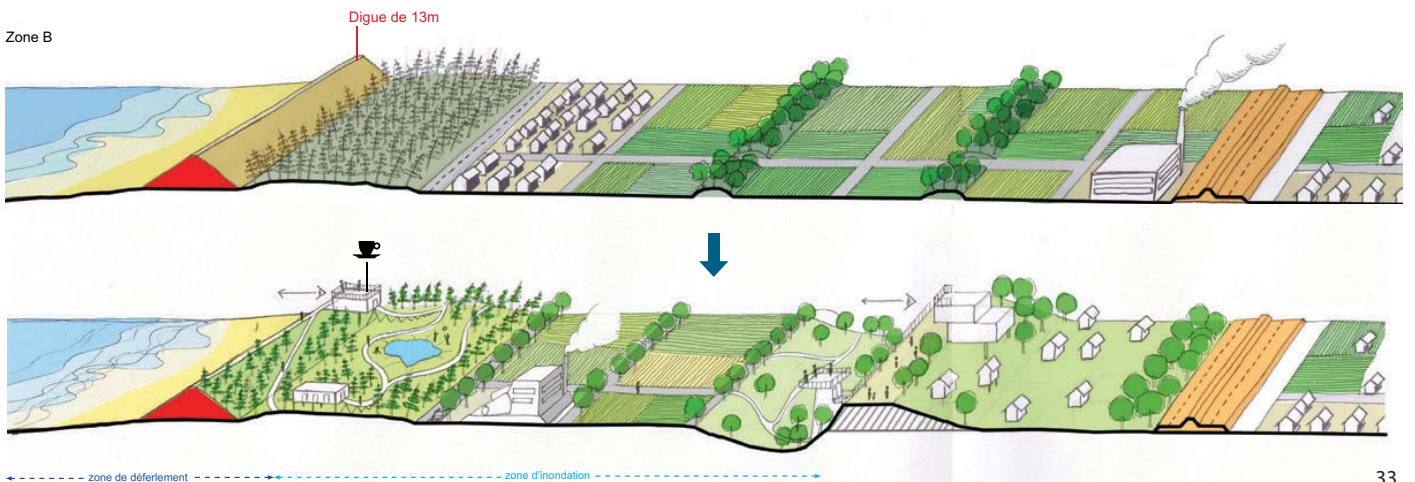 Digue de 13m
Zone B
zone de déferlement
zone d'inondation
33